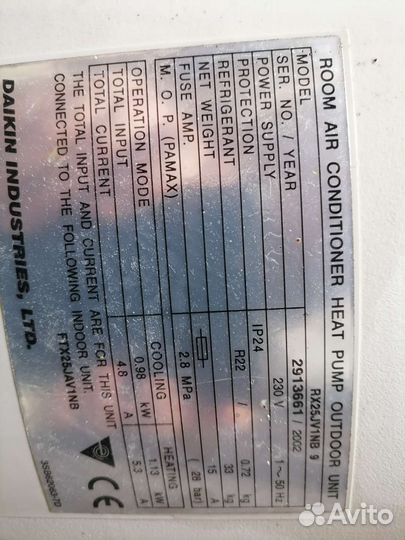 ROOM AIR CONDITIONER HEAT PUMP OUTDOOR UNIT
MODEL RX25JV1NB 9
SER. NO. / YEAR 2913661 / 2002
POWER SUPPLY 230 V 1 ~ 50 Hz
PROTECTION IP24
REFRIGERANT R22 / 0.72 kg
NET WEIGHT 33 kg
FUSE AMP. 15 A
M. O. P. (PAMAX) 2.8 MPa ( 28 bar)
OPERATION MODE COOLING HEATING
TOTAL INPUT 0.98 kW 1.13 kW
TOTAL CURRENT 4.8 A 5.3 A
THE TOTAL INPUT AND CURRENT ARE FOR THIS UNIT
CONNECTED TO THE FOLLOWING INDOOR UNIT.
FTX25JAV1NB
DAIKIN INDUSTRIES, LTD.
CE
Avito